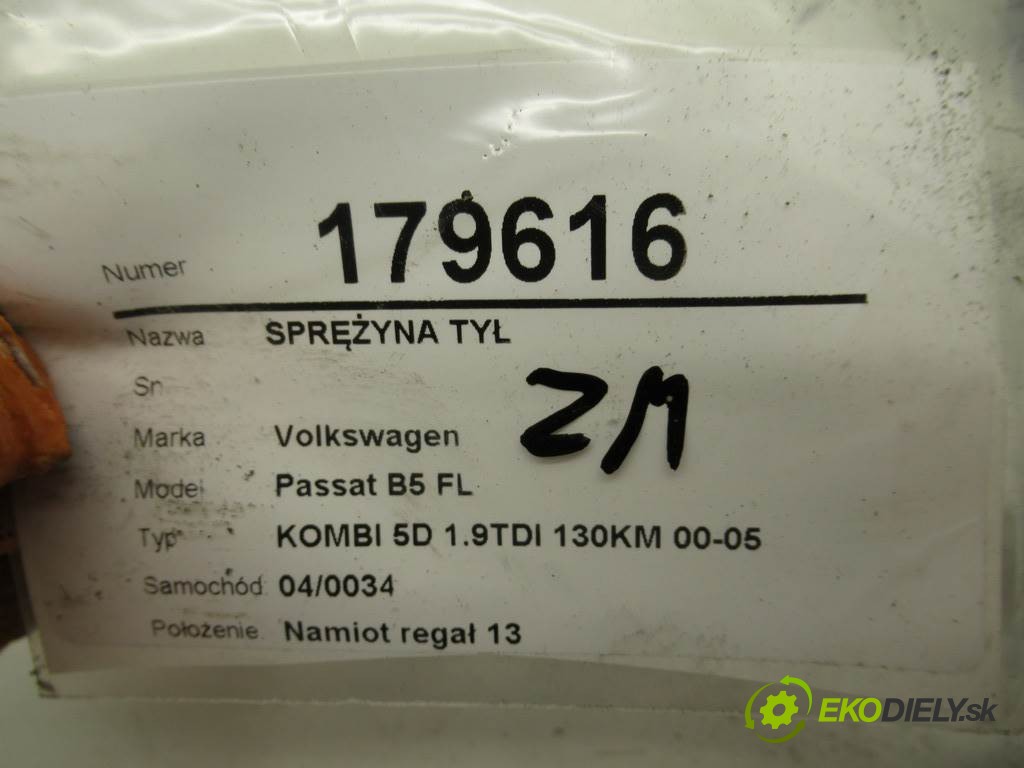 Numer 179616
Nazwa SPRĘŻYNA TYŁ
Sn
Marka Volkswagen
ZM
Model Passat B5 FL
Typ KOMBI 5D 1.9TDI 130KM 00-05
Samochód 04/0034
Położenie Namiot regał 13
EKODIELY.sk